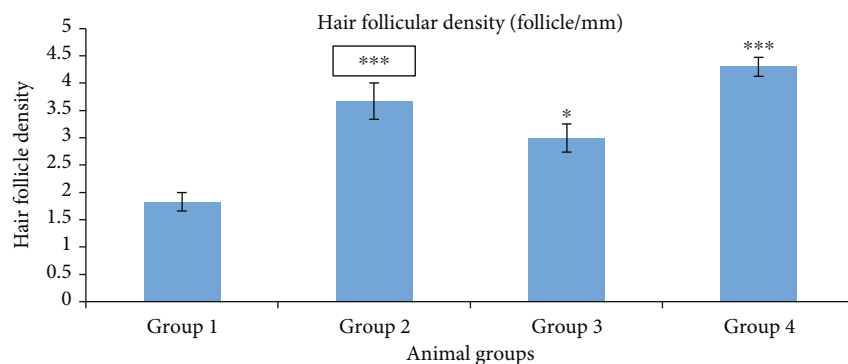 Hair follicular density (follicle/mm)
Hair follicle density
5
4.5
4
3.5
3
2.5
2
1.5
1
0.5
0
***
*
***
Group 1
Group 2
Group 3
Group 4
Animal groups